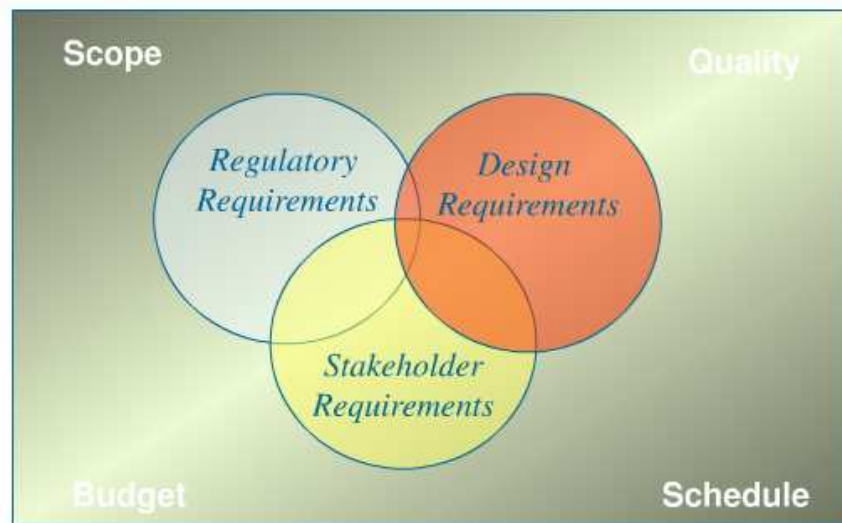 Scope
Quality
Regulatory
Requirements
Design
Requirements
Stakeholder
Requirements
Budget
Schedule